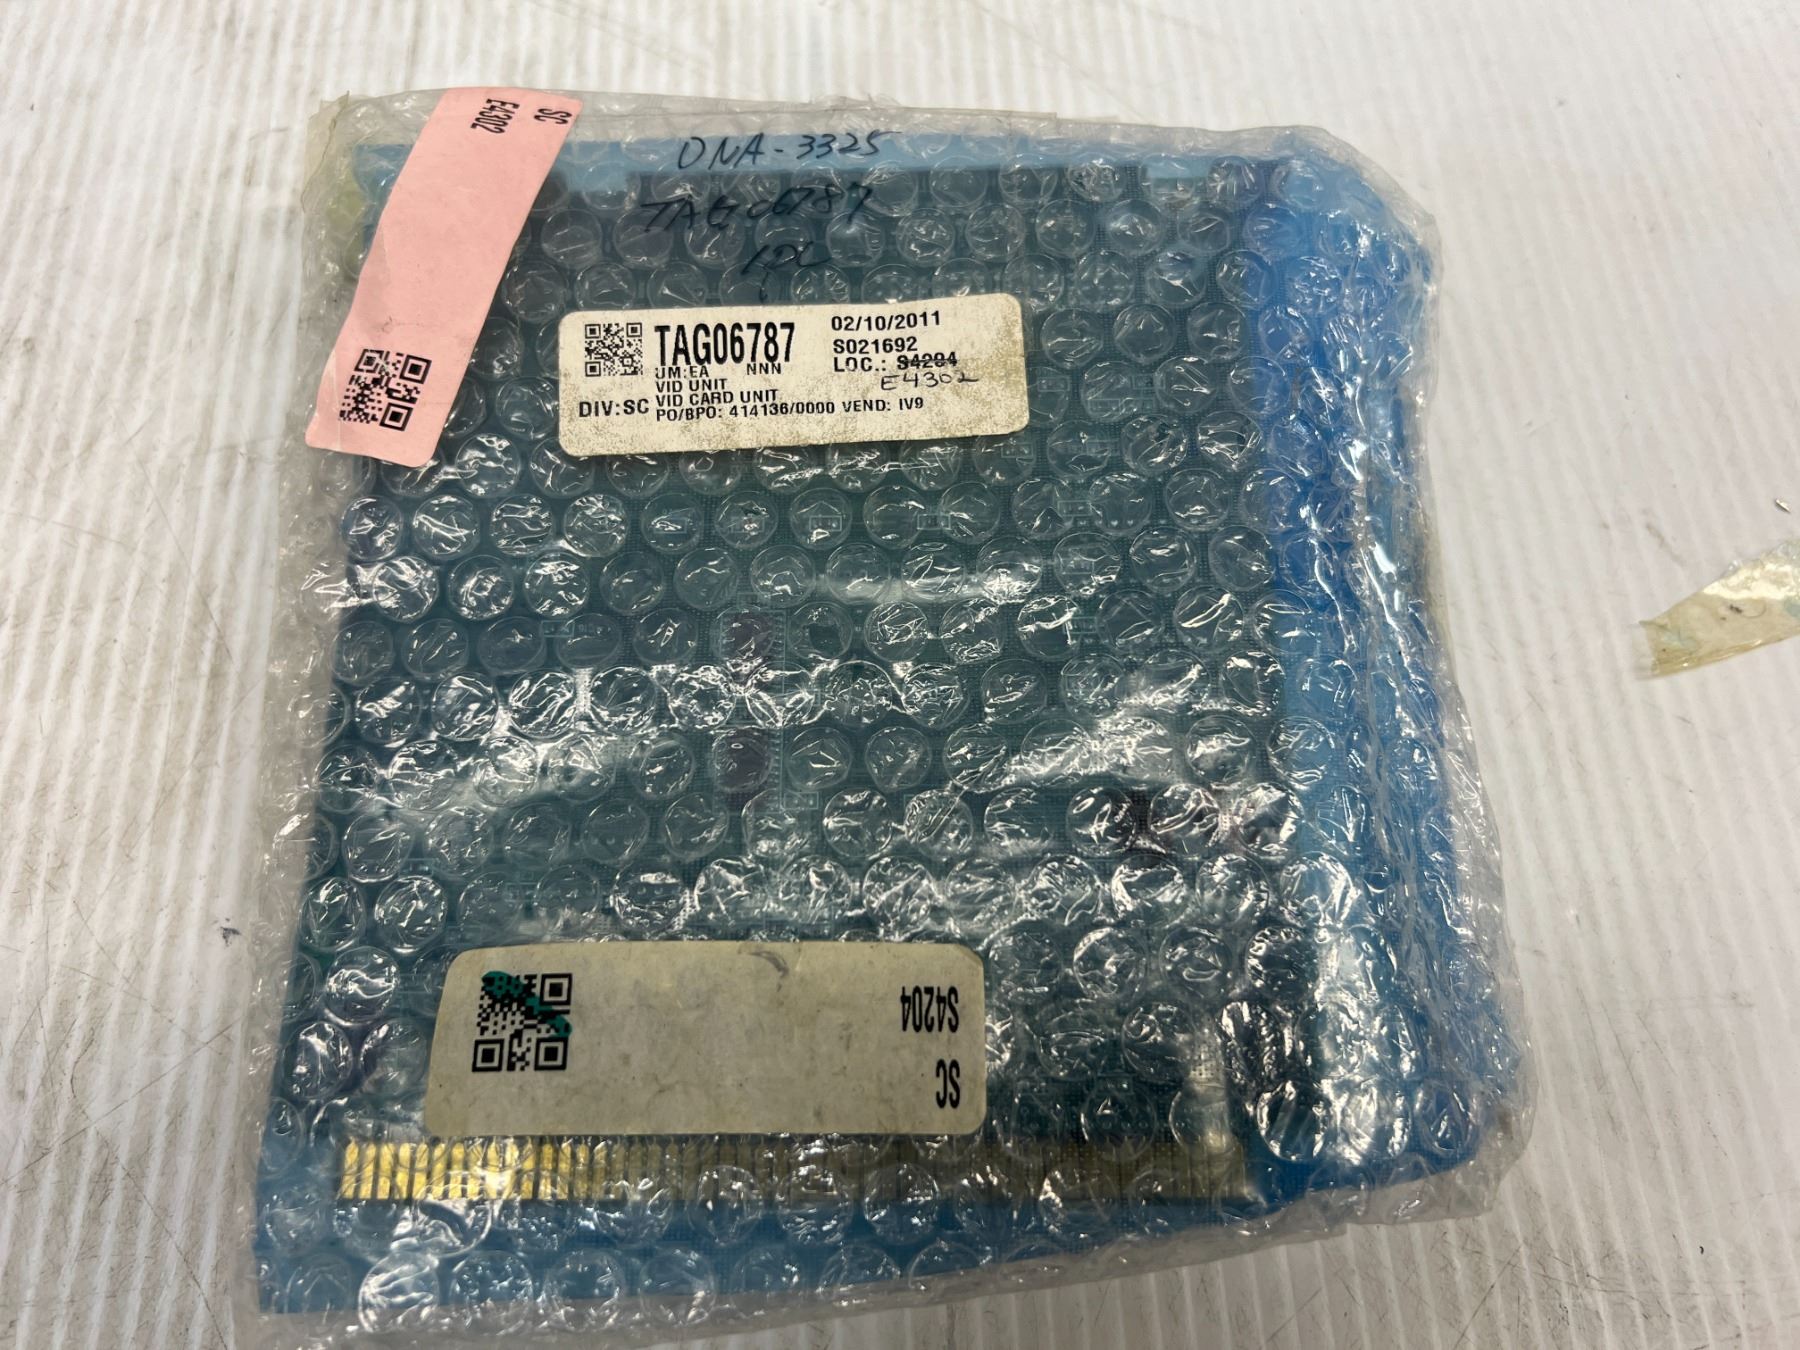 SC
E4302
DNA-3325
TAG06787
TAG06787
02/10/2011
S021692
UM:EA NNN
LOC.: S4204
E4302
VID UNIT
VID CARD UNIT
DIV:SC
PO/BPO: 414136/0000 VEND: IV9
S4204
SC